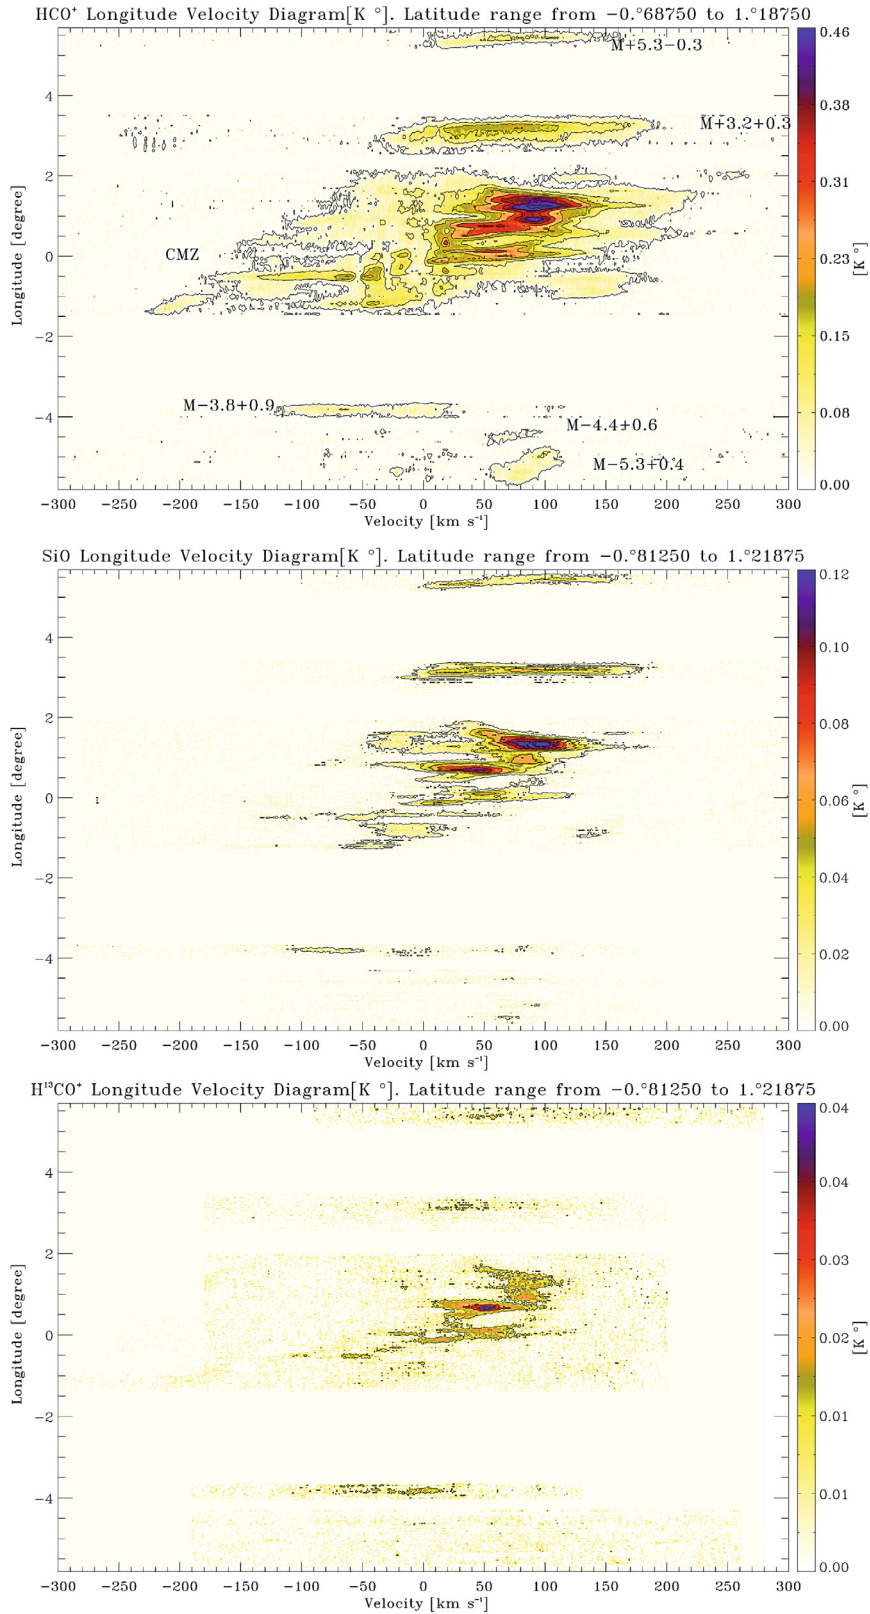 HCO⁺ Longitude Velocity Diagram[K °]. Latitude range from −0.°68750 to 1.°18750
M+5.3−0.3
M+3.2+0.3
CMZ
M−3.8+0.9
M−4.4+0.6
M−5.3+0.4
4
2
0
−2
−4
Longitude [degree]
−300 −250 −200 −150 −100 −50 0 50 100 150 200 250 300
Velocity [km s⁻¹]
0.46
0.38
0.31
0.23
0.15
0.08
0.00
[K °]
SiO Longitude Velocity Diagram[K °]. Latitude range from −0.°81250 to 1.°21875
4
2
0
−2
−4
Longitude [degree]
−300 −250 −200 −150 −100 −50 0 50 100 150 200 250 300
Velocity [km s⁻¹]
0.12
0.10
0.08
0.06
0.04
0.02
0.00
[K °]
H¹³CO⁺ Longitude Velocity Diagram[K °]. Latitude range from −0.°81250 to 1.°21875
4
2
0
−2
−4
Longitude [degree]
−300 −250 −200 −150 −100 −50 0 50 100 150 200 250 300
Velocity [km s⁻¹]
0.04
0.04
0.03
0.02
0.01
0.01
0.00
[K °]